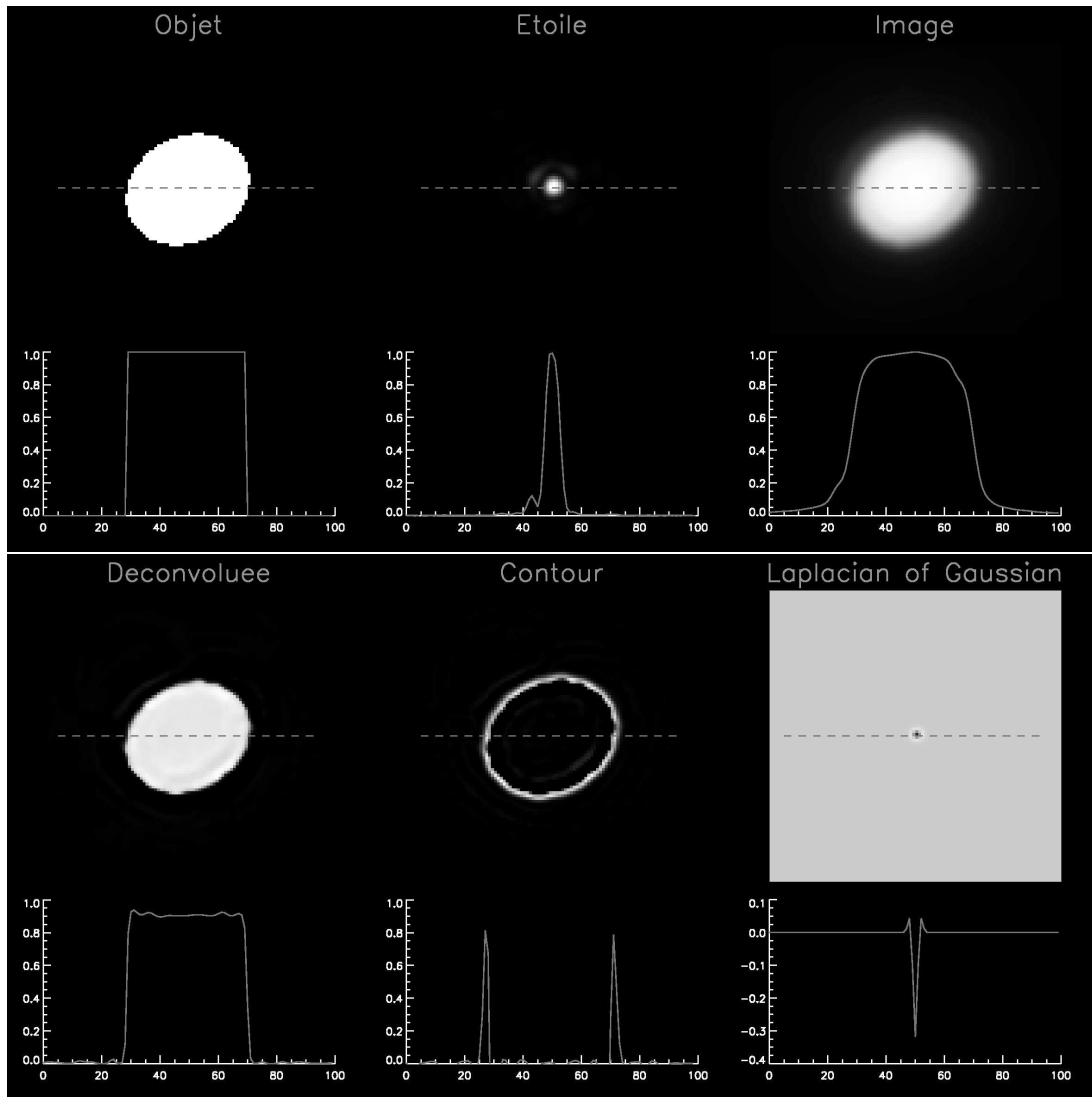 Objet Etoile Image
1.0 1.0 1.0
0.8 0.8 0.8
0.6 0.6 0.6
0.4 0.4 0.4
0.2 0.2 0.2
0.0 0.0 0.0
0 20 40 60 80 100 0 20 40 60 80 100 0 20 40 60 80 100
Deconvoluee Contour Laplacian of Gaussian
1.0 1.0 0.1
0.8 0.8 0.0
0.6 0.6 -0.1
0.4 0.4 -0.2
0.2 0.2 -0.3
0.0 0.0 -0.4
0 20 40 60 80 100 0 20 40 60 80 100 0 20 40 60 80 100